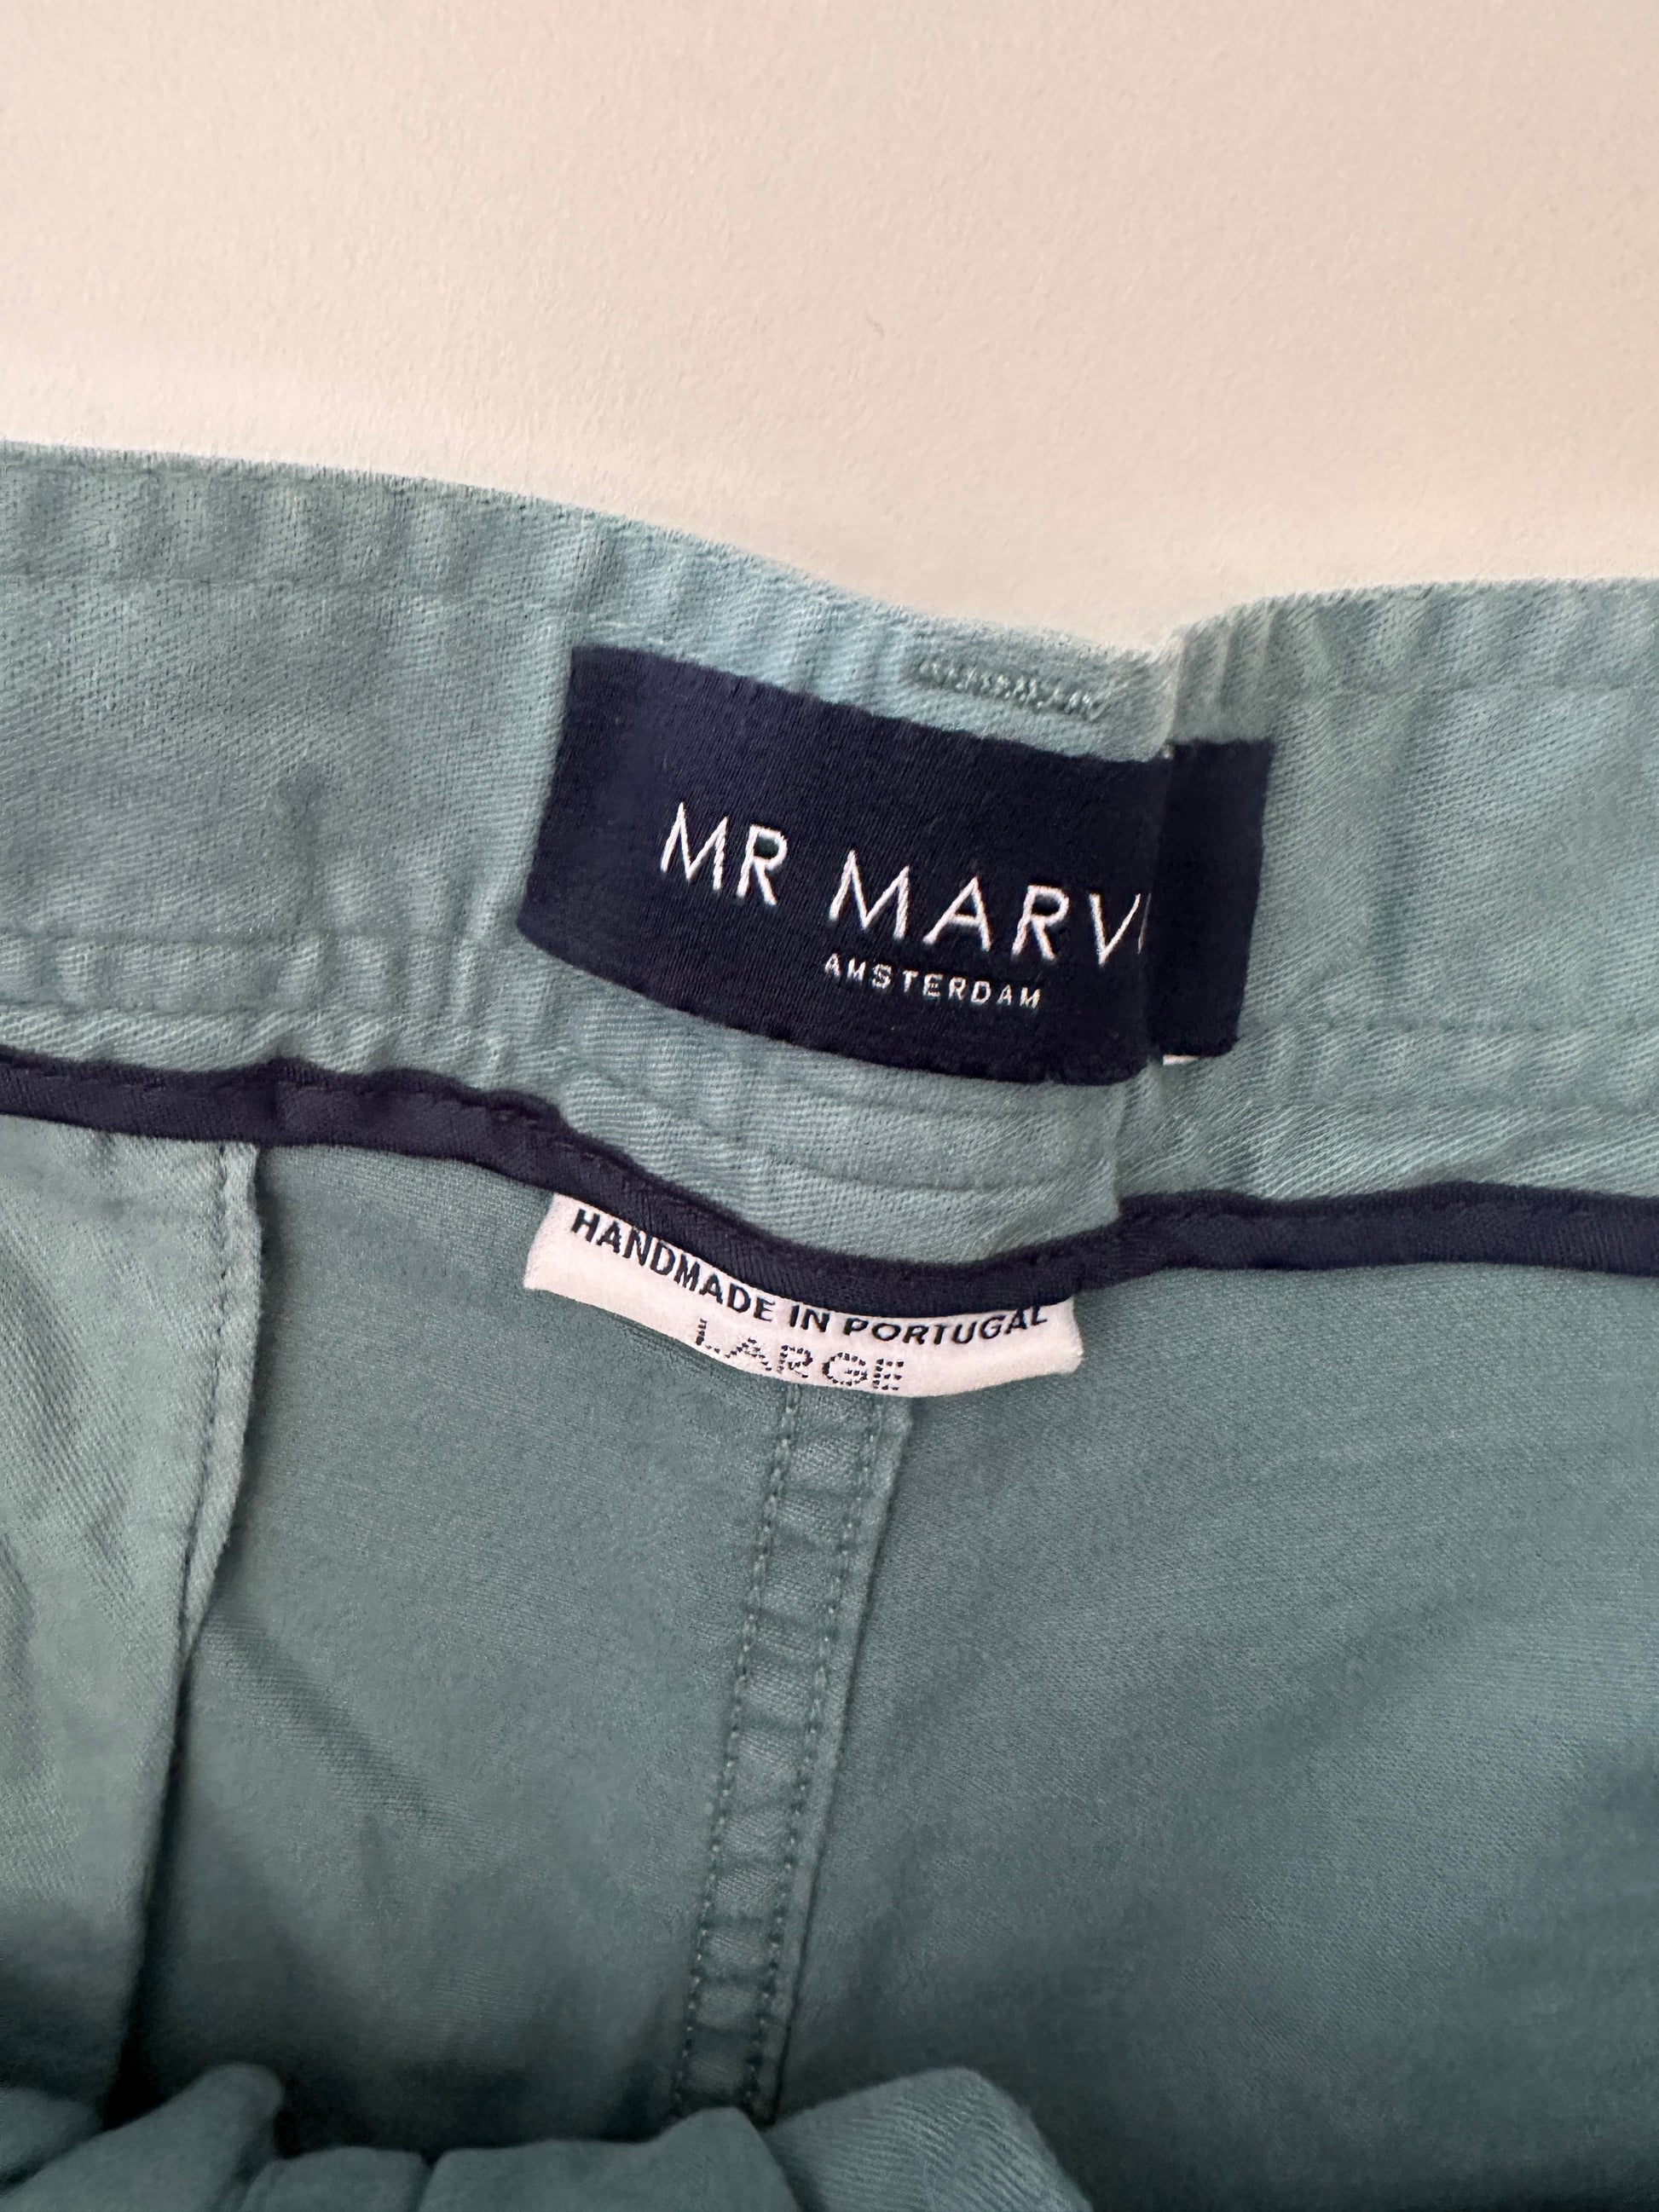 MR MARV
AMSTERDAM
HANDMADE IN PORTUGAL
LARGE